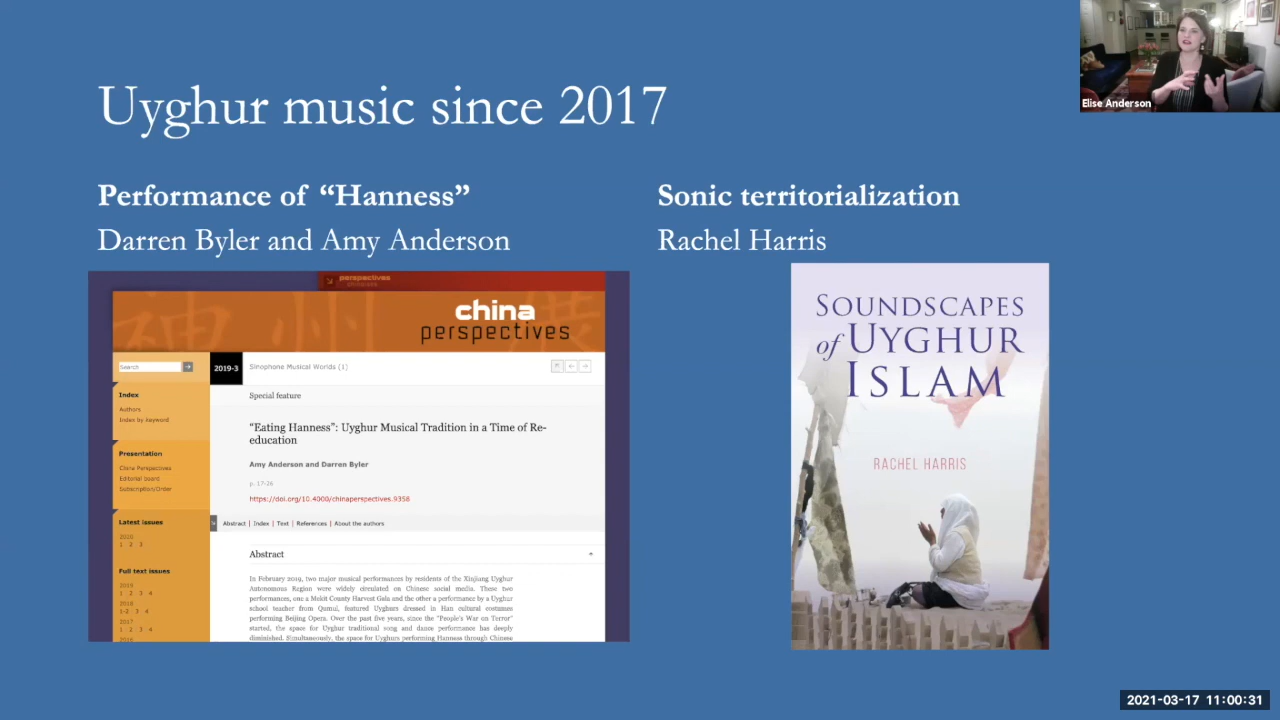 Uyghur music since 2017
Elise Anderson
Performance of “Hanness”
Darren Byler and Amy Anderson
Sonic territorialization
Rachel Harris
perspectives
chinoises
china
perspectives
神州展
Search
2019-3
Sinophone Musical Worlds (1)
Index
Authors
Index by keyword
Presentation
China Perspectives
Editorial board
Subscription/Order
Latest issues
2020
1 2 3
Full text issues
2019
1 2 3 4
2018
1-2 3 4
2017
1 2 3 4
2016
Special feature
“Eating Hanness”: Uyghur Musical Tradition in a Time of Re-
education
Amy Anderson and Darren Byler
p. 17-26
https://doi.org/10.4000/chinaperspectives.9358
Abstract | Index | Text | References | About the authors
Abstract
In February 2019, two major musical performances by residents of the Xinjiang Uyghur
Autonomous Region were widely circulated on Chinese social media. These two
performances, one a Mekit County Harvest Gala and the other a performance by a Uyghur
school teacher from Qumul, featured Uyghurs dressed in Han cultural costumes
performing Beijing Opera. Over the past five years, since the “People’s War on Terror”
started, the space for Uyghur traditional song and dance performance has deeply
diminished. Simultaneously, the space for Uyghurs performing Hanness through Chinese
SOUNDSCAPES
of UYGHUR
ISLAM
RACHEL HARRIS
2021-03-17 11:00:31